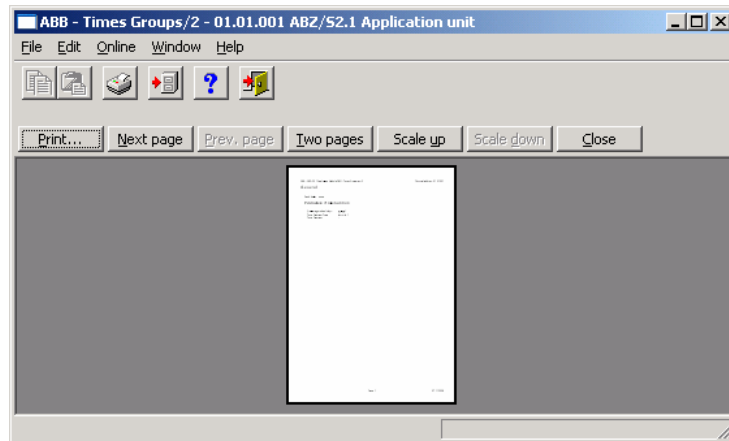 ABB - Times Groups/2 - 01.01.001 ABZ/S2.1 Application unit
File Edit Online Window Help
?
Print... Next page Prev. page Two pages Scale up Scale down Close